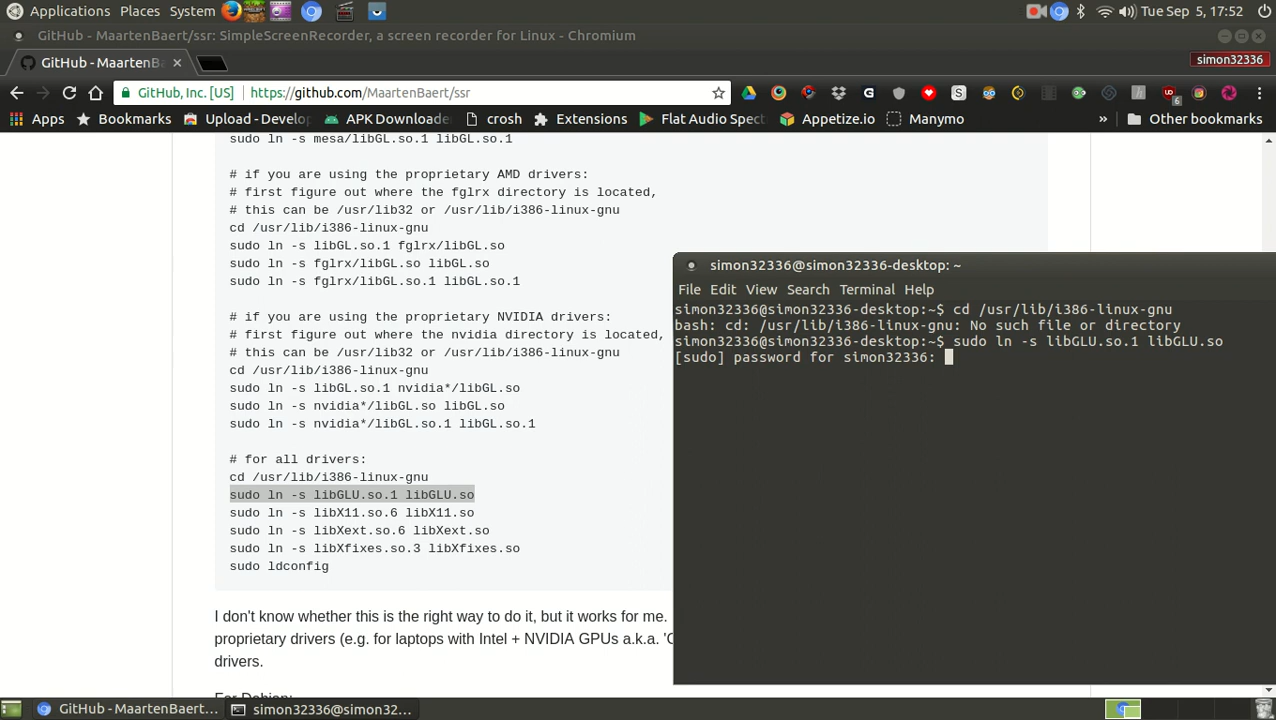 Applications Places System
Tue Sep 5, 17:52
GitHub - MaartenBaert/ssr: SimpleScreenRecorder, a screen recorder for Linux - Chromium
GitHub - MaartenBa
simon32336
GitHub, Inc. [US] https://github.com/MaartenBaert/ssr
Apps Bookmarks Upload - Develo APK Downloade crosh Extensions Flat Audio Spect Appetize.io Manymo » Other bookmarks
sudo ln -s mesa/libGL.so.1 libGL.so.1
# if you are using the proprietary AMD drivers:
# first figure out where the fglrx directory is located,
# this can be /usr/lib32 or /usr/lib/i386-linux-gnu
cd /usr/lib/i386-linux-gnu
sudo ln -s libGL.so.1 fglrx/libGL.so
sudo ln -s fglrx/libGL.so libGL.so
sudo ln -s fglrx/libGL.so.1 libGL.so.1
# if you are using the proprietary NVIDIA drivers:
# first figure out where the nvidia directory is located,
# this can be /usr/lib32 or /usr/lib/i386-linux-gnu
cd /usr/lib/i386-linux-gnu
sudo ln -s libGL.so.1 nvidia*/libGL.so
sudo ln -s nvidia*/libGL.so libGL.so
sudo ln -s nvidia*/libGL.so.1 libGL.so.1
# for all drivers:
cd /usr/lib/i386-linux-gnu
sudo ln -s libGLU.so.1 libGLU.so
sudo ln -s libX11.so.6 libX11.so
sudo ln -s libXext.so.6 libXext.so
sudo ln -s libXfixes.so.3 libXfixes.so
sudo ldconfig
I don't know whether this is the right way to do it, but it works for me.
proprietary drivers (e.g. for laptops with Intel + NVIDIA GPUs a.k.a. 'O
drivers.
For Debian:
simon32336@simon32336-desktop: ~
File Edit View Search Terminal Help
simon32336@simon32336-desktop:~$ cd /usr/lib/i386-linux-gnu
bash: cd: /usr/lib/i386-linux-gnu: No such file or directory
simon32336@simon32336-desktop:~$ sudo ln -s libGLU.so.1 libGLU.so
[sudo] password for simon32336:
GitHub - MaartenBaert... simon32336@simon32...